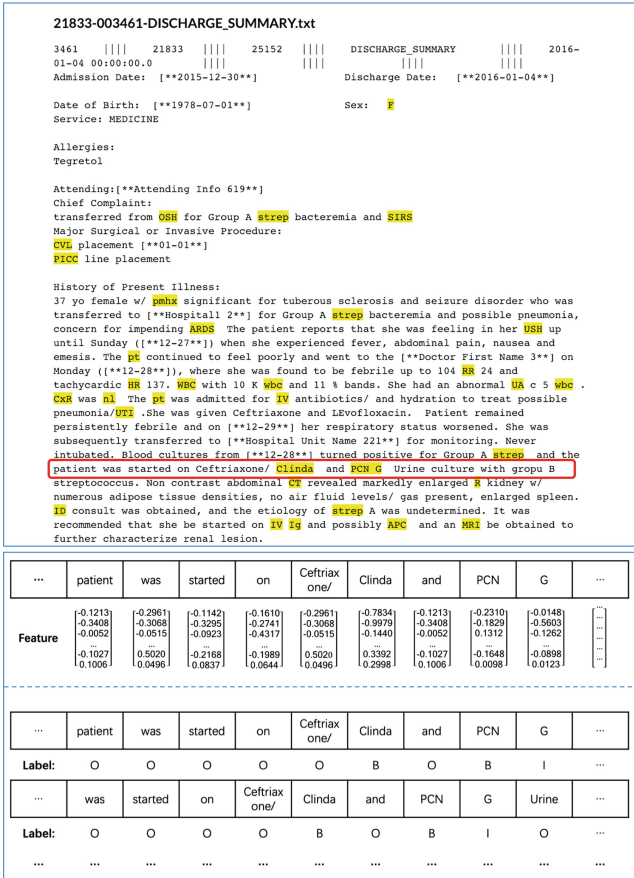 21833-003461-DISCHARGE_SUMMARY.txt
3461 |||| 21833 |||| 25152 |||| DISCHARGE_SUMMARY |||| 2016-
01-04 00:00:00.0 |||| |||| |||| ||||
Admission Date: [**2015-12-30**] Discharge Date: [**2016-01-04**]
Date of Birth: [**1978-07-01**] Sex: F
Service: MEDICINE
Allergies:
Tegretol
Attending:[**Attending Info 619**]
Chief Complaint:
transferred from OSH for Group A strep bacteremia and SIRS
Major Surgical or Invasive Procedure:
CVL placement [**01-01**]
PICC line placement
History of Present Illness:
37 yo female w/ pmhx significant for tuberous sclerosis and seizure disorder who was
transferred to [**Hospital1 2**] for Group A strep bacteremia and possible pneumonia,
concern for impending ARDS The patient reports that she was feeling in her USH up
until Sunday ([**12-27**]) when she experienced fever, abdominal pain, nausea and
emesis. The pt continued to feel poorly and went to the [**Doctor First Name 3**] on
Monday ([**12-28**]), where she was found to be febrile up to 104 RR 24 and
tachycardic HR 137. WBC with 10 K wbc and 11 % bands. She had an abnormal UA c 5 wbc .
CxR was nl The pt was admitted for IV antibiotics/ and hydration to treat possible
pneumonia/UTI .She was given Ceftriaxone and LEvofloxacin. Patient remained
persistently febrile and on [**12-29**] her respiratory status worsened. She was
subsequently transferred to [**Hospital Unit Name 221**] for monitoring. Never
intubated. Blood cultures from [**12-28**] turned positive for Group A strep and the
patient was started on Ceftriaxone/ Clinda and PCN G Urine culture with gropu B
streptococcus. Non contrast abdominal CT revealed markedly enlarged R kidney w/
numerous adipose tissue densities, no air fluid levels/ gas present, enlarged spleen.
ID consult was obtained, and the etiology of strep A was undetermined. It was
recommended that she be started on IV Ig and possibly APC and an MRI be obtained to
further characterize renal lesion.
... patient was started on Ceftriax one/ Clinda and PCN G ...
Feature
-0.1213 -0.2961 -0.1142 -0.1610 -0.2961 -0.7834 -0.1213 -0.2310 -0.0148 ...
-0.3408 -0.3068 -0.3295 -0.2741 -0.3068 -0.9979 -0.3408 -0.1829 -0.5603 ...
-0.0052 -0.0515 -0.0923 -0.4317 -0.0515 -0.1440 -0.0052 0.1312 -0.1262 ...
... ... ... ... ... ... ... ... ... ...
-0.1027 0.5020 -0.2168 -0.1989 0.5020 0.3392 -0.1027 -0.1648 -0.0898 ...
0.1006 0.0496 0.0837 0.0644 0.0496 0.2998 0.1006 0.0098 0.0123 ...
... patient was started on Ceftriax one/ Clinda and PCN G ...
Label: O O O O O B O B I ...
... was started on Ceftriax one/ Clinda and PCN G Urine ...
Label: O O O O B O B I O ...
... ... ... ... ... ... ... ... ... ... ...